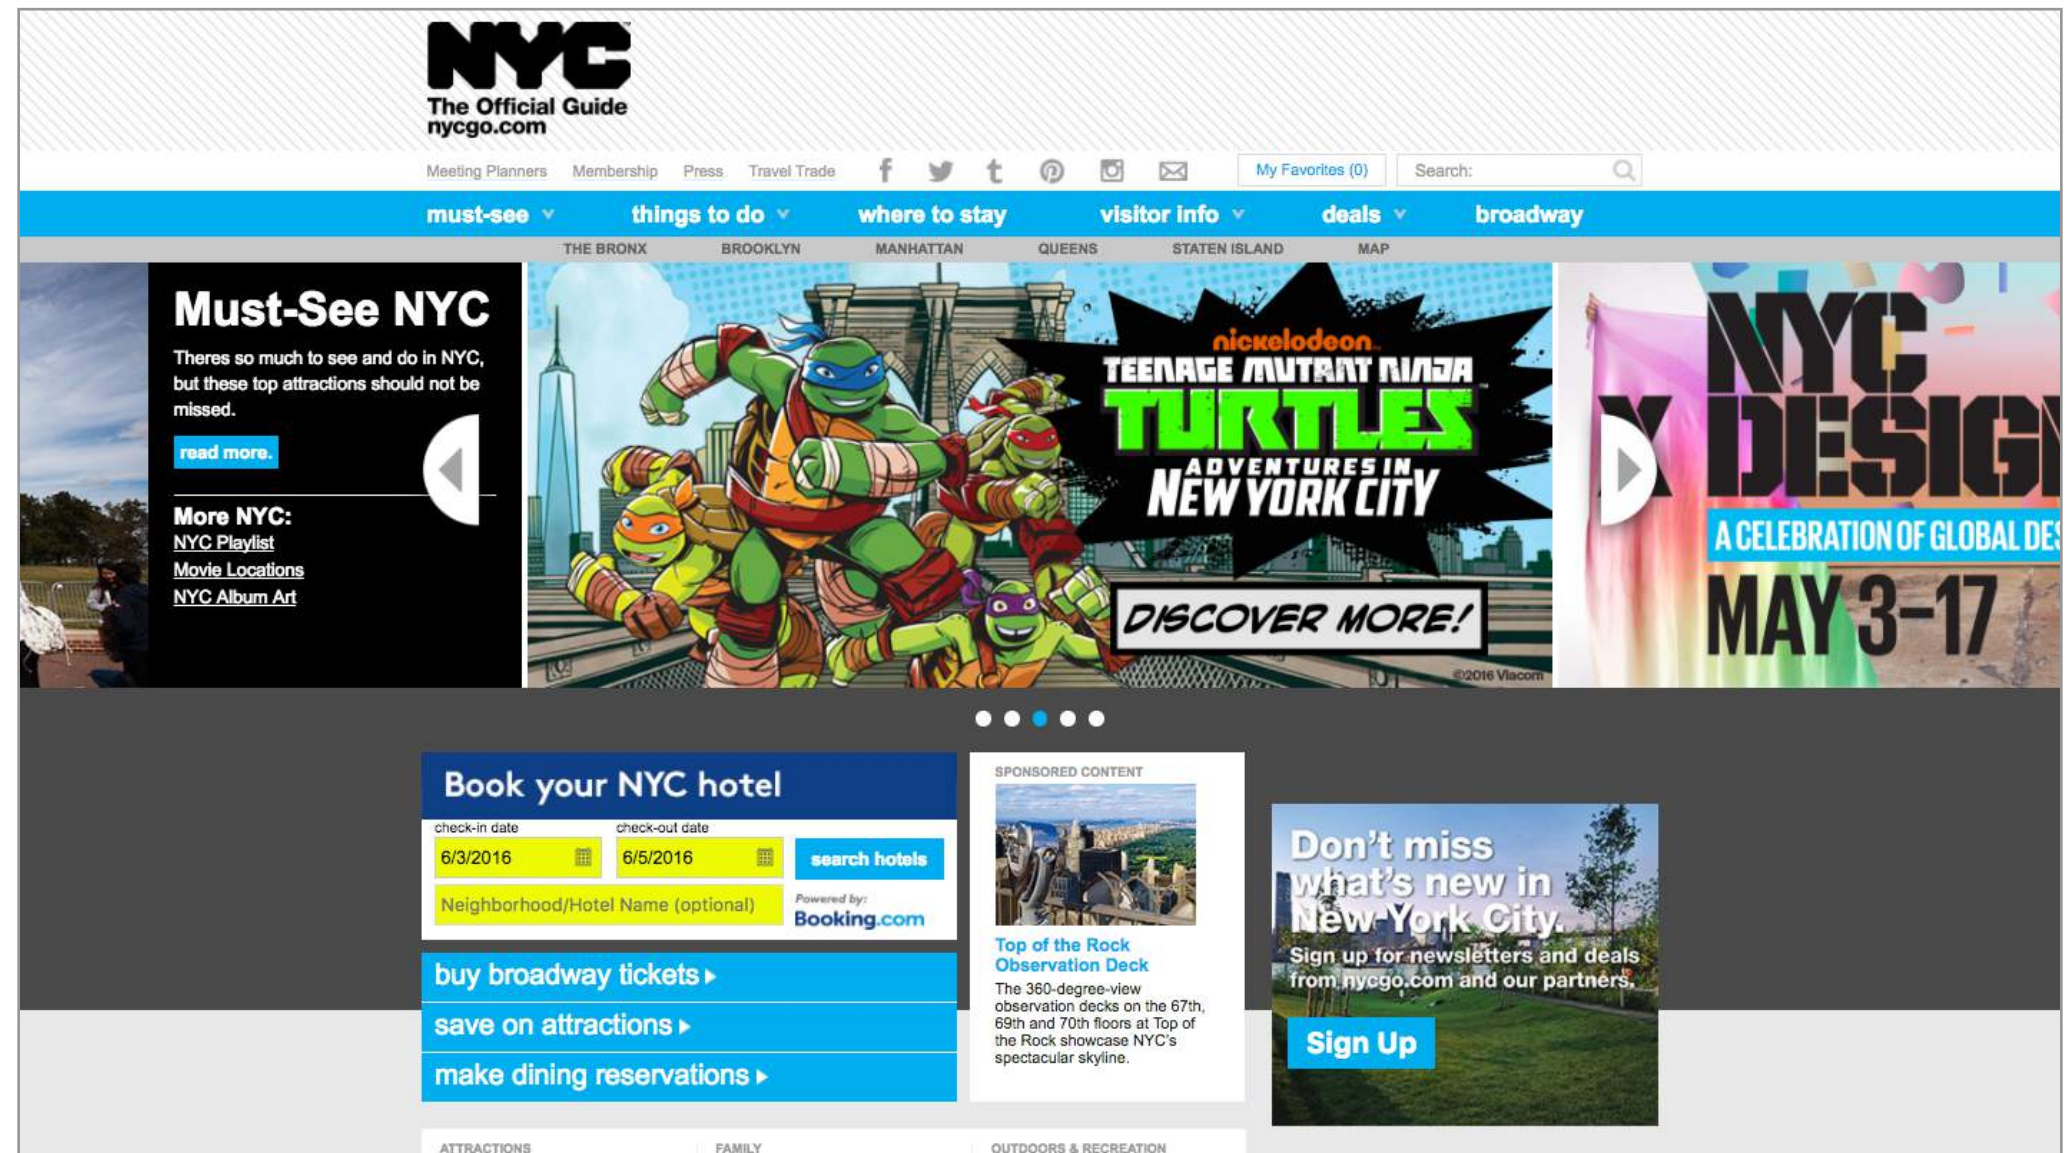 NYC
The Official Guide
nycgo.com
Meeting Planners Membership Press Travel Trade
My Favorites (0)
Search:
must-see things to do where to stay visitor info deals broadway
THE BRONX BROOKLYN MANHATTAN QUEENS STATEN ISLAND MAP
Must-See NYC
Theres so much to see and do in NYC,
but these top attractions should not be
missed.
read more.
More NYC:
NYC Playlist
Movie Locations
NYC Album Art
nickelodeon
TEENAGE MUTANT NINJA
TURTLES
ADVENTURES IN
NEW YORK CITY
DISCOVER MORE!
©2016 Viacom
NYC
X DESIGN
A CELEBRATION OF GLOBAL DES
MAY 3-17
Book your NYC hotel
check-in date check-out date
6/3/2016 6/5/2016
search hotels
Neighborhood/Hotel Name (optional)
Powered by:
Booking.com
buy broadway tickets
save on attractions
make dining reservations
SPONSORED CONTENT
Top of the Rock
Observation Deck
The 360-degree-view
observation decks on the 67th,
69th and 70th floors at Top of
the Rock showcase NYC's
spectacular skyline.
Don't miss
what's new in
New York City.
Sign up for newsletters and deals
from nycgo.com and our partners.
Sign Up
ATTRACTIONS FAMILY OUTDOORS & RECREATION